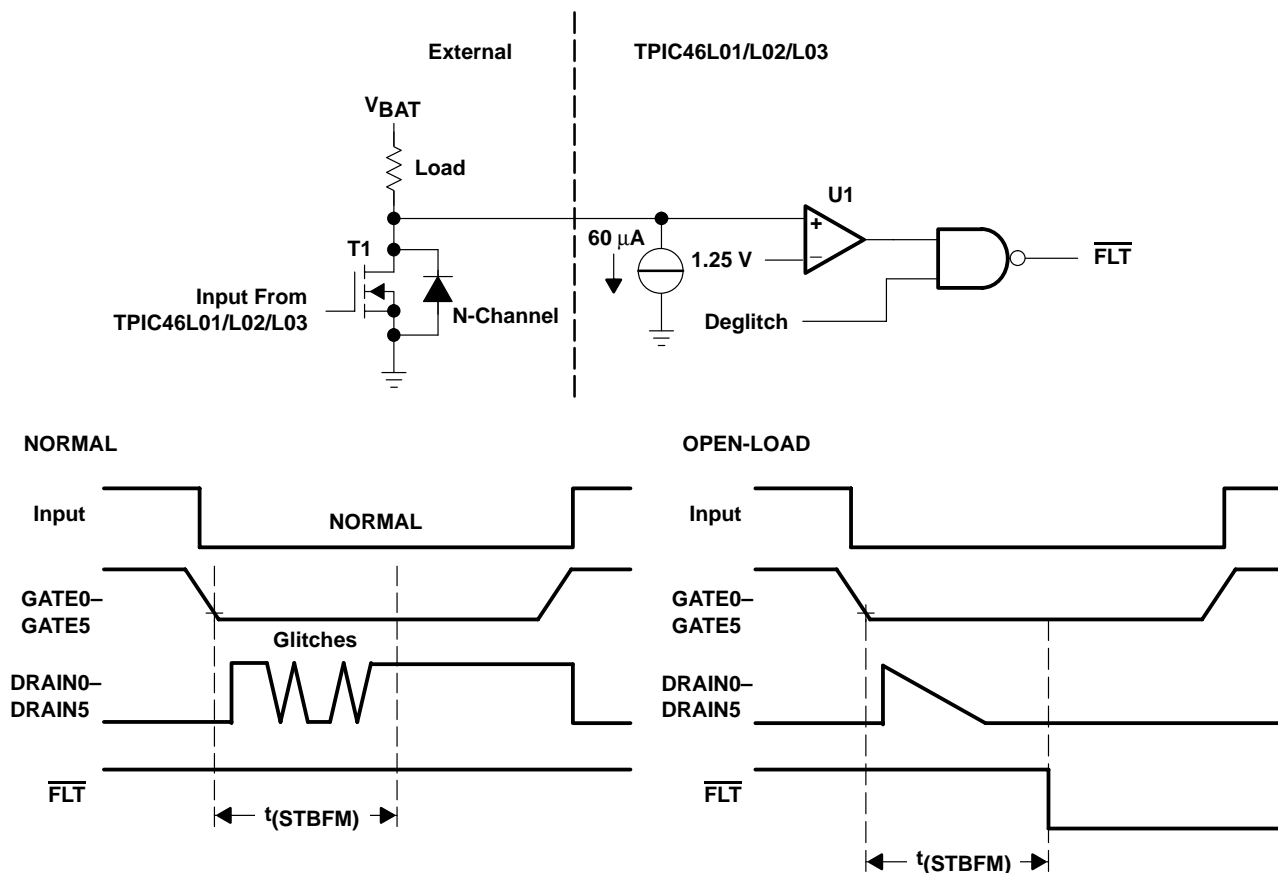 External
TPIC46L01/L02/L03
VBAT
Load
U1
T1
+
60 μA
1.25 V
–
FLT
Input From
TPIC46L01/L02/L03
N-Channel
Deglitch
NORMAL
Input
NORMAL
GATE0–
GATE5
Glitches
DRAIN0–
DRAIN5
FLT
t(STBFM)
OPEN-LOAD
Input
GATE0–
GATE5
DRAIN0–
DRAIN5
FLT
t(STBFM)